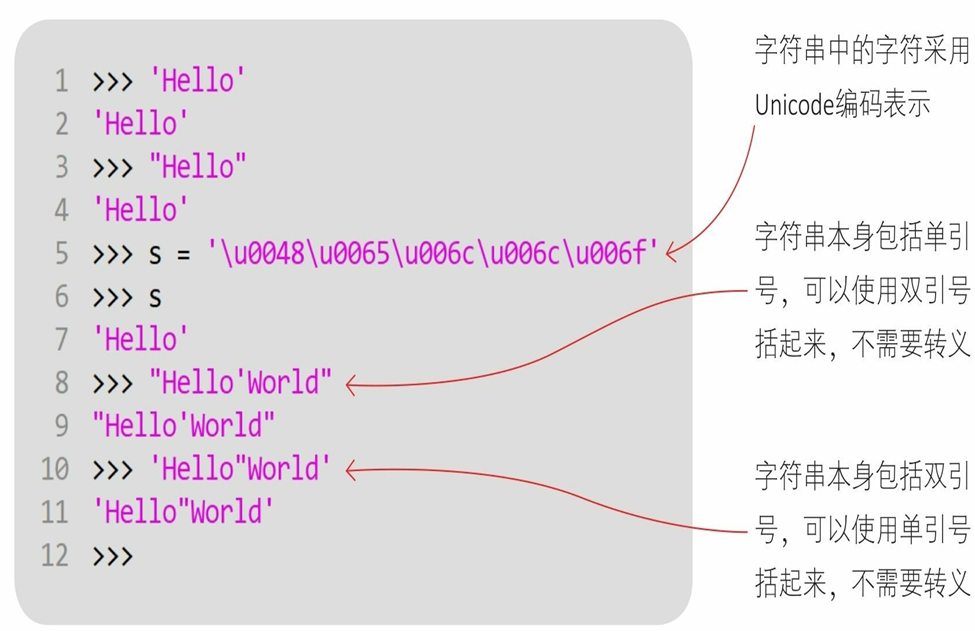 1 >>> 'Hello'
2 'Hello'
3 >>> "Hello"
4 'Hello'
5 >>> s = '\u0048\u0065\u006c\u006c\u006f'
6 >>> s
7 'Hello'
8 >>> "Hello'World"
9 "Hello'World"
10 >>> 'Hello"World'
11 'Hello"World'
12 >>>
字符串中的字符采用
Unicode编码表示
字符串本身包括单引
号，可以使用双引号
括起来，不需要转义
字符串本身包括双引
号，可以使用单引号
括起来，不需要转义